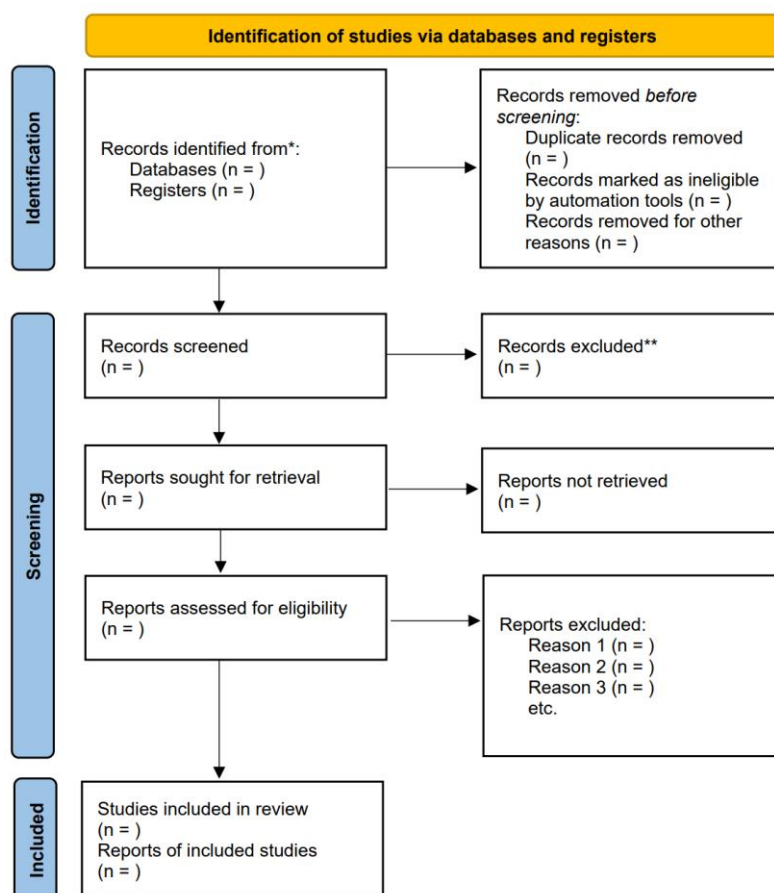 Identification of studies via databases and registers
Identification
Records identified from*:
Databases (n = )
Registers (n = )
Records removed before
screening:
Duplicate records removed
(n = )
Records marked as ineligible
by automation tools (n = )
Records removed for other
reasons (n = )
Screening
Records screened
(n = )
Records excluded**
(n = )
Reports sought for retrieval
(n = )
Reports not retrieved
(n = )
Reports assessed for eligibility
(n = )
Reports excluded:
Reason 1 (n = )
Reason 2 (n = )
Reason 3 (n = )
etc.
Included
Studies included in review
(n = )
Reports of included studies
(n = )